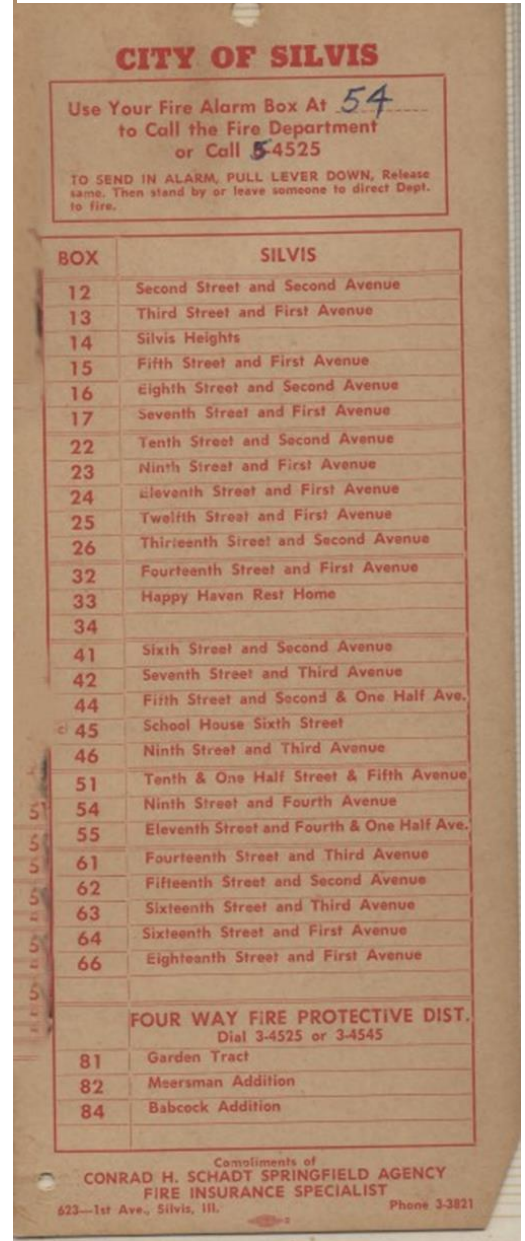 CITY OF SILVIS
Use Your Fire Alarm Box At 54
to Call the Fire Department
or Call 5-4525
TO SEND IN ALARM, PULL LEVER DOWN, Release
same. Then stand by or leave someone to direct Dept.
to fire.
BOX SILVIS
12 Second Street and Second Avenue
13 Third Street and First Avenue
14 Silvis Heights
15 Fifth Street and First Avenue
16 Eighth Street and Second Avenue
17 Seventh Street and First Avenue
22 Tenth Street and Second Avenue
23 Ninth Street and First Avenue
24 Eleventh Street and First Avenue
25 Twelfth Street and First Avenue
26 Thirteenth Street and Second Avenue
32 Fourteenth Street and First Avenue
33 Happy Haven Rest Home
34
41 Sixth Street and Second Avenue
42 Seventh Street and Third Avenue
44 Fifth Street and Second & One Half Ave.
45 School House Sixth Street
46 Ninth Street and Third Avenue
51 Tenth & One Half Street & Fifth Avenue
54 Ninth Street and Fourth Avenue
55 Eleventh Street and Fourth & One Half Ave.
61 Fourteenth Street and Third Avenue
62 Fifteenth Street and Second Avenue
63 Sixteenth Street and Third Avenue
64 Sixteenth Street and First Avenue
66 Eighteanth Street and First Avenue
FOUR WAY FIRE PROTECTIVE DIST.
Dial 3-4525 or 3-4545
81 Garden Tract
82 Meersman Addition
84 Babcock Addition
Compliments of
CONRAD H. SCHADT SPRINGFIELD AGENCY
FIRE INSURANCE SPECIALIST
623—1st Ave., Silvis, Ill. Phone 3-3821